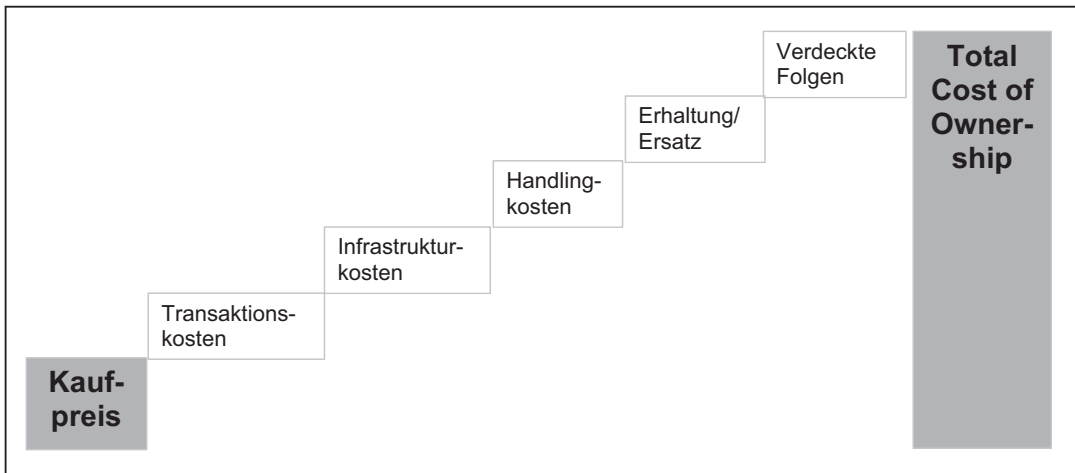 Verdeckte
Folgen
Total
Cost of
Owner-
ship
Erhaltung/
Ersatz
Handling-
kosten
Infrastruktur-
kosten
Transaktions-
kosten
Kauf-
preis